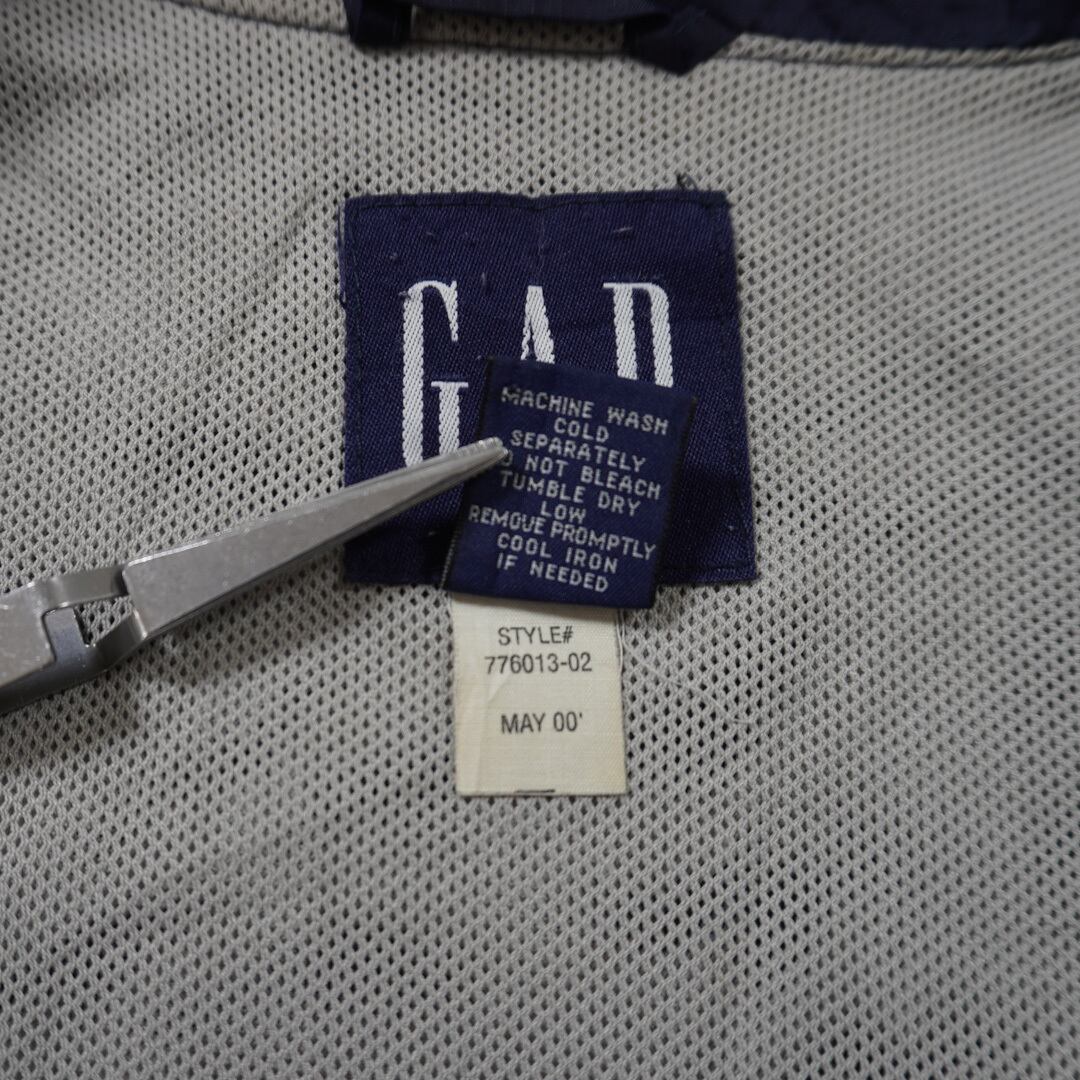 GAP
MACHINE WASH
COLD
SEPARATELY
DO NOT BLEACH
TUMBLE DRY
LOW
REMOVE PROMPTLY
COOL IRON
IF NEEDED
STYLE#
776013-02
MAY 00'